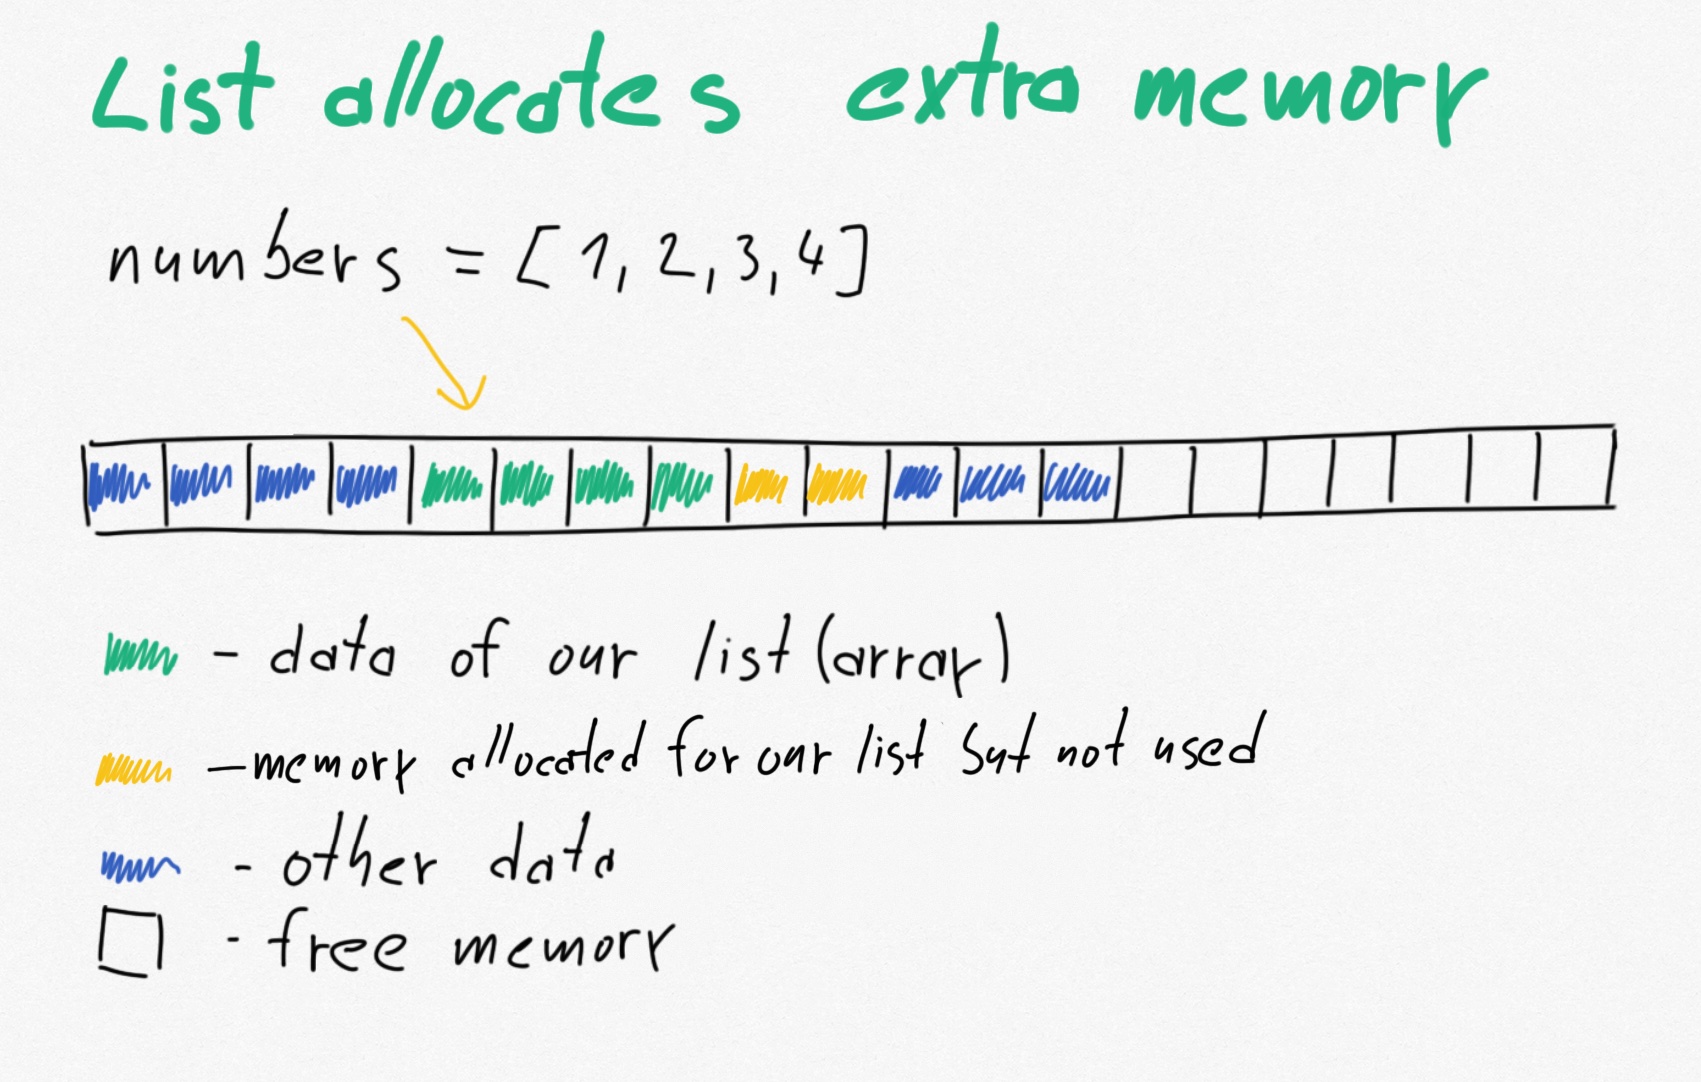 List allocates extra memory
numbers = [1, 2, 3, 4]
- data of our list (array)
- memory allocated for our list but not used
- other data
- free memory